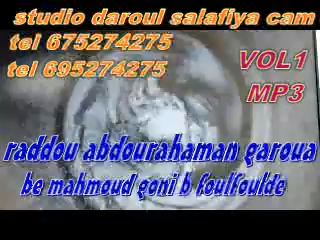 studio daroul salafiya cam
tel 675274275
tel 695274275
VOL1
MP3
raddou abdourahaman garoua
be mahmoud goni b foulfoulde